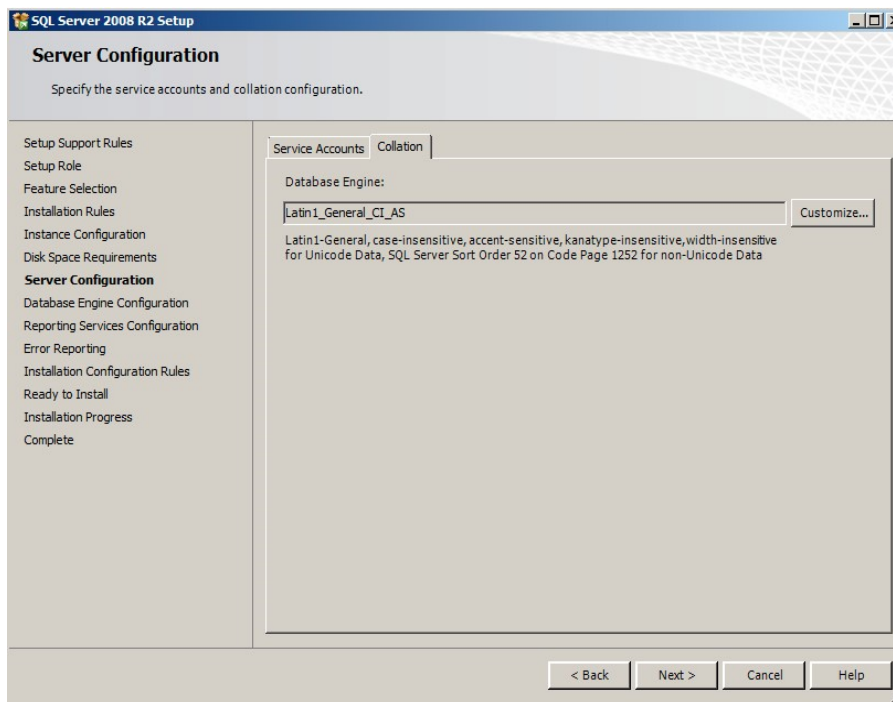 SQL Server 2008 R2 Setup
Server Configuration
Specify the service accounts and collation configuration.
Setup Support Rules
Setup Role
Feature Selection
Installation Rules
Instance Configuration
Disk Space Requirements
Server Configuration
Database Engine Configuration
Reporting Services Configuration
Error Reporting
Installation Configuration Rules
Ready to Install
Installation Progress
Complete
Service Accounts Collation
Database Engine:
Latin1_General_CI_AS Customize...
Latin1-General, case-insensitive, accent-sensitive, kanatype-insensitive,width-insensitive
for Unicode Data, SQL Server Sort Order 52 on Code Page 1252 for non-Unicode Data
< Back Next > Cancel Help